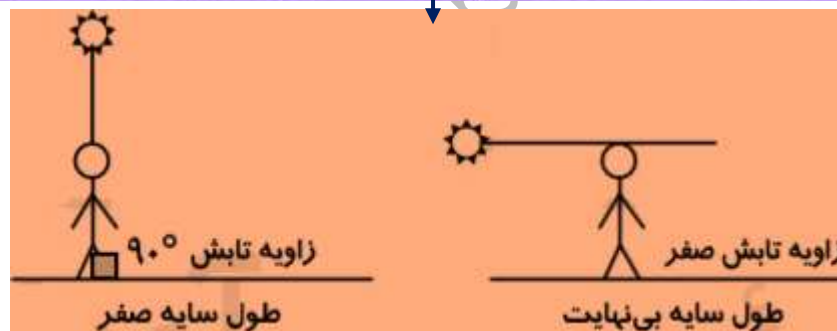 زاویه تابش صفر
طول سایه بی‌نهایت
زاویه تابش ۹۰°
طول سایه صفر